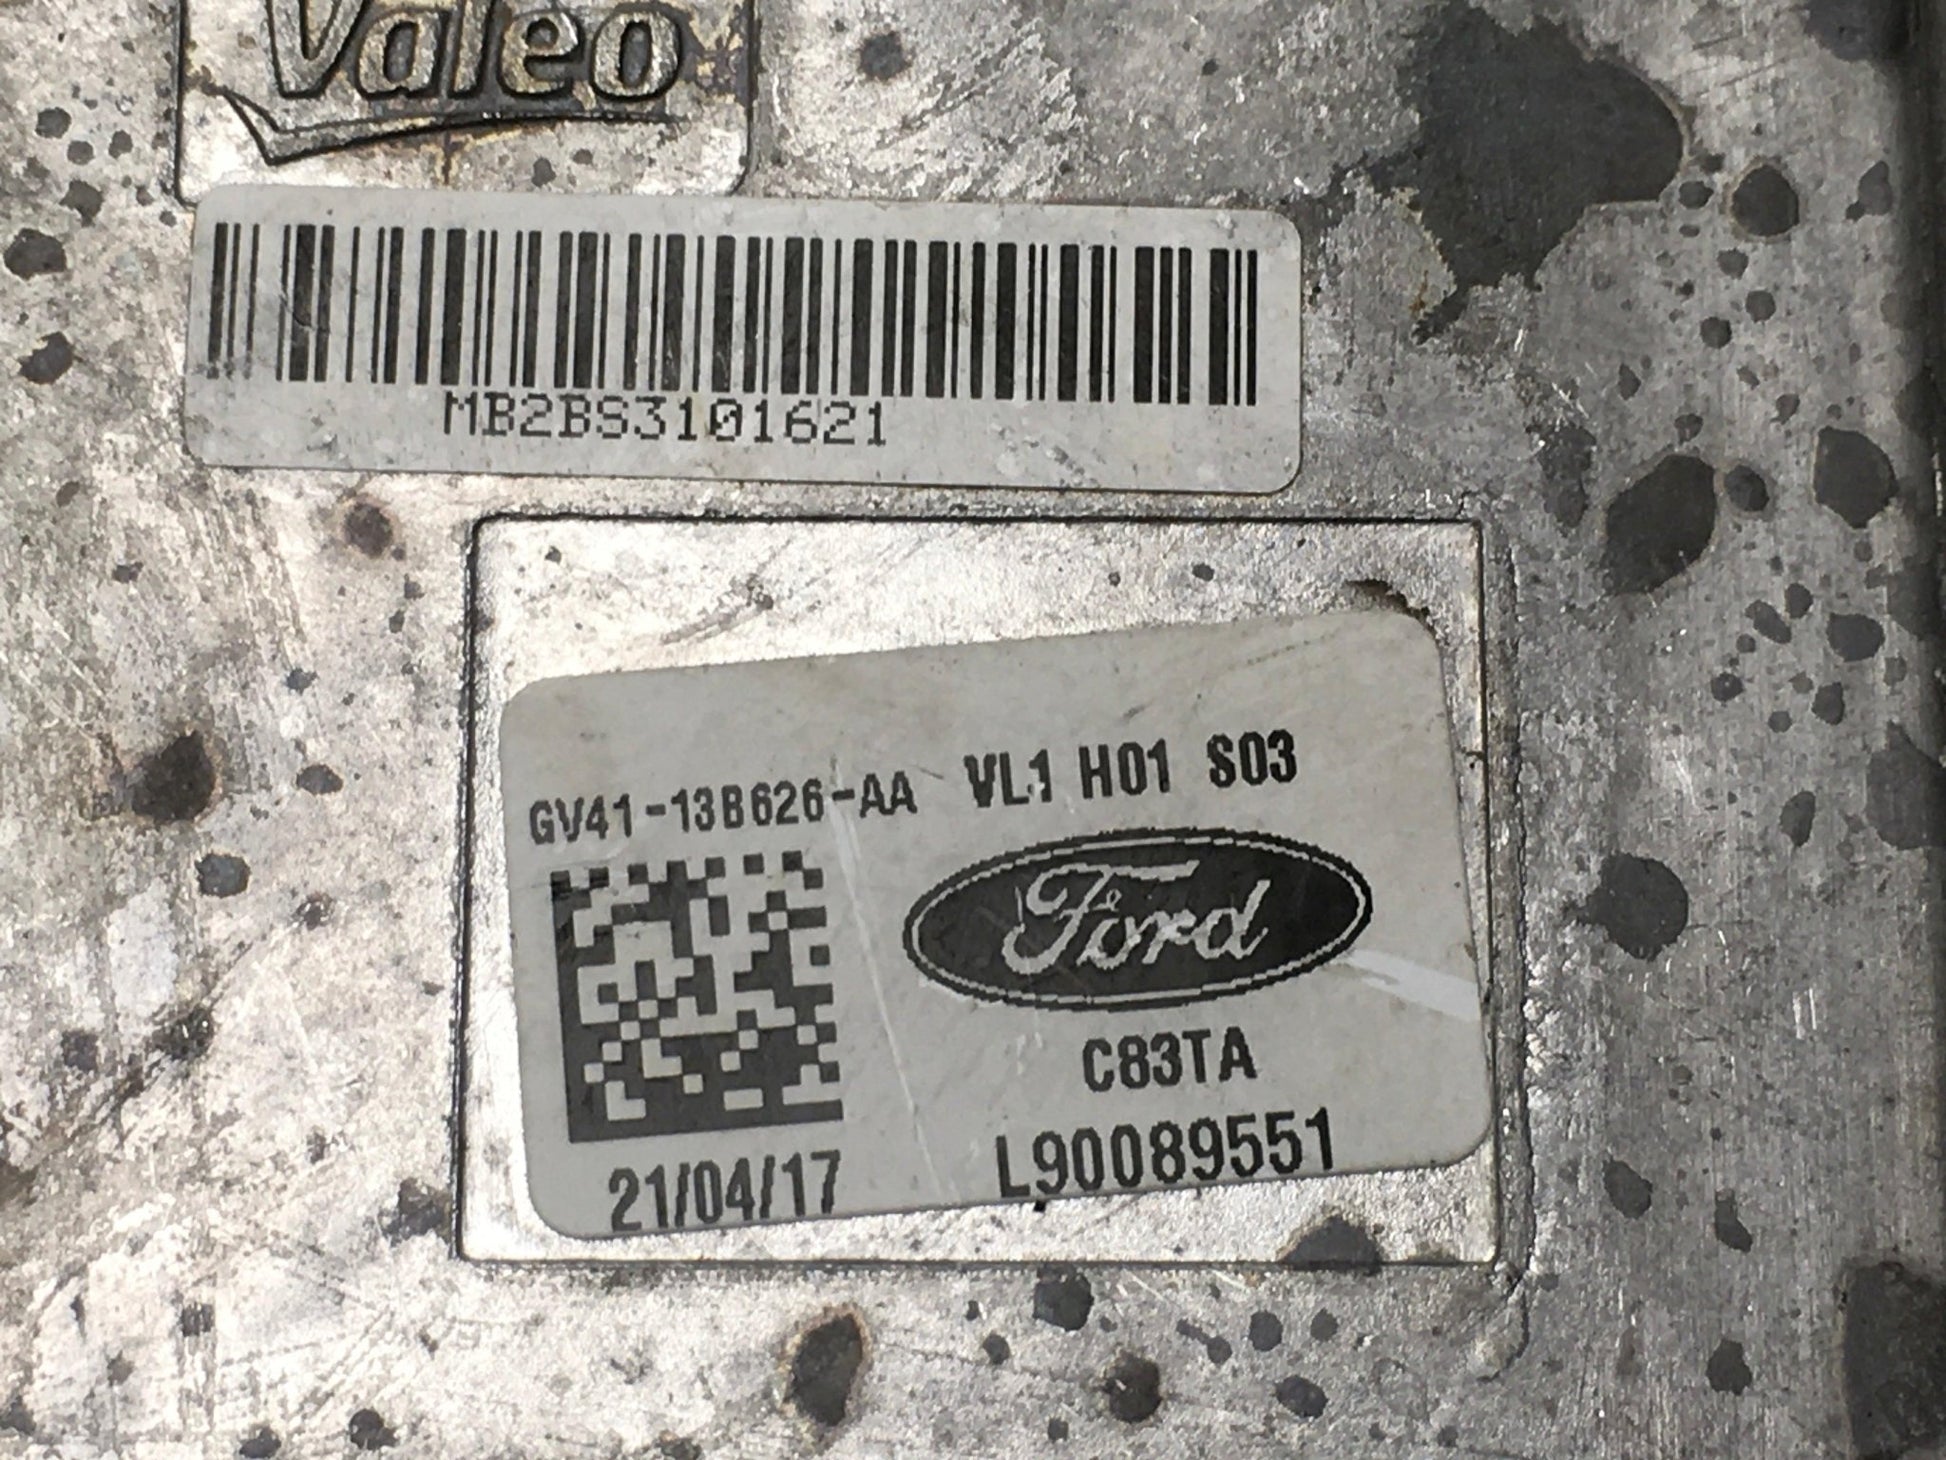 Valeo
MB2BS3101621
GV41-13B626-AA VL1 H01 S03
Ford
C83TA
21/04/17 L90089551